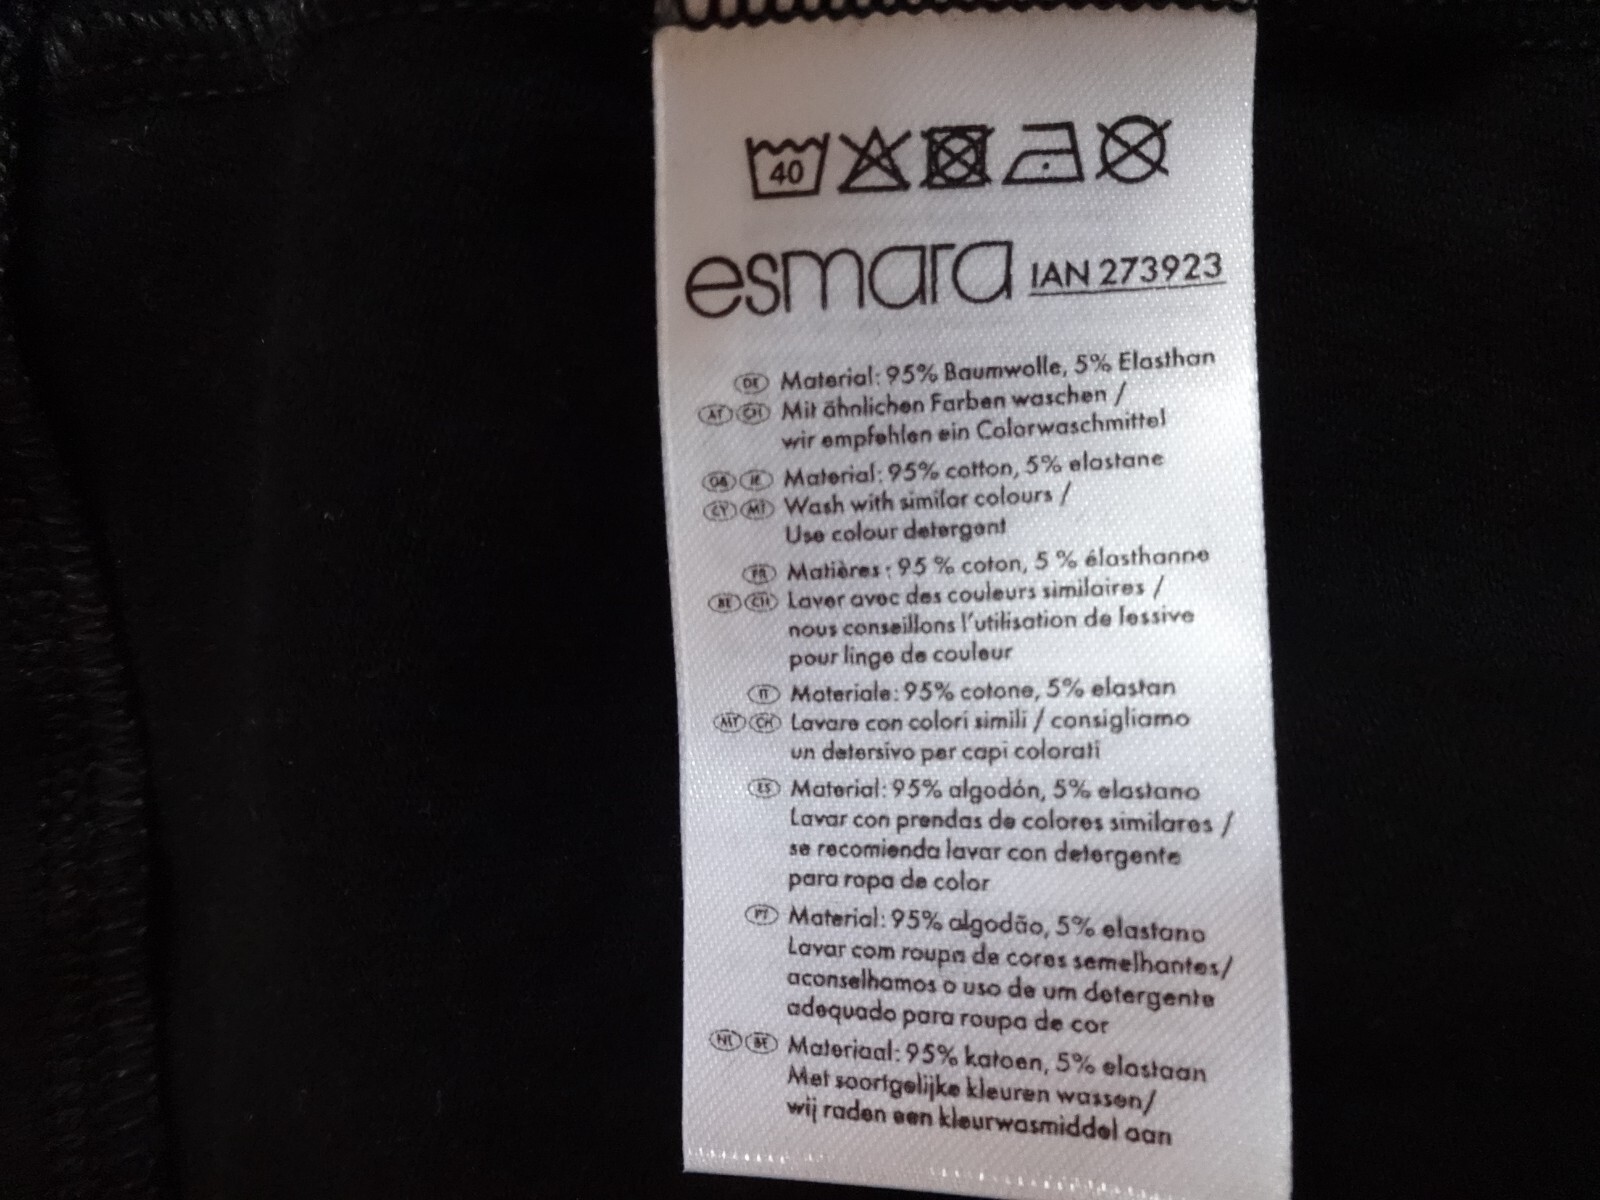 40
esmara IAN 273923
DE Material: 95% Baumwolle, 5% Elasthan
AT CH Mit ähnlichen Farben waschen /
wir empfehlen ein Colorwaschmittel
GB IE Material: 95% cotton, 5% elastane
CY MT Wash with similar colours /
Use colour detergent
FR Matières : 95 % coton, 5 % élasthanne
BE CH Laver avec des couleurs similaires /
nous conseillons l'utilisation de lessive
pour linge de couleur
IT Materiale: 95% cotone, 5% elastan
MT CH Lavare con colori simili / consigliamo
un detersivo per capi colorati
ES Material: 95% algodón, 5% elastano
Lavar con prendas de colores similares /
se recomienda lavar con detergente
para ropa de color
PT Material: 95% algodão, 5% elastano
Lavar com roupa de cores semelhantes/
aconselhamos o uso de um detergente
adequado para roupa de cor
NL BE Materiaal: 95% katoen, 5% elastaan
Met soortgelijke kleuren wassen/
wij raden een kleurwasmiddel aan